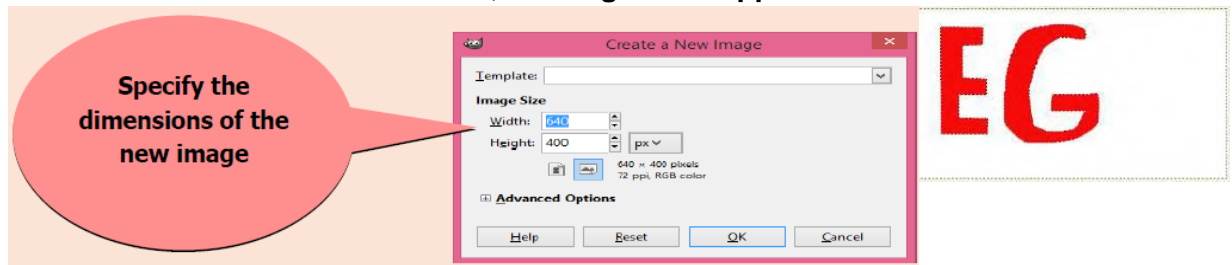 Specify the
dimensions of the
new image
Create a New Image
Template:
Image Size
Width: 640
Height: 400 px
640 × 400 pixels
72 ppi, RGB color
Advanced Options
Help Reset OK Cancel
EG